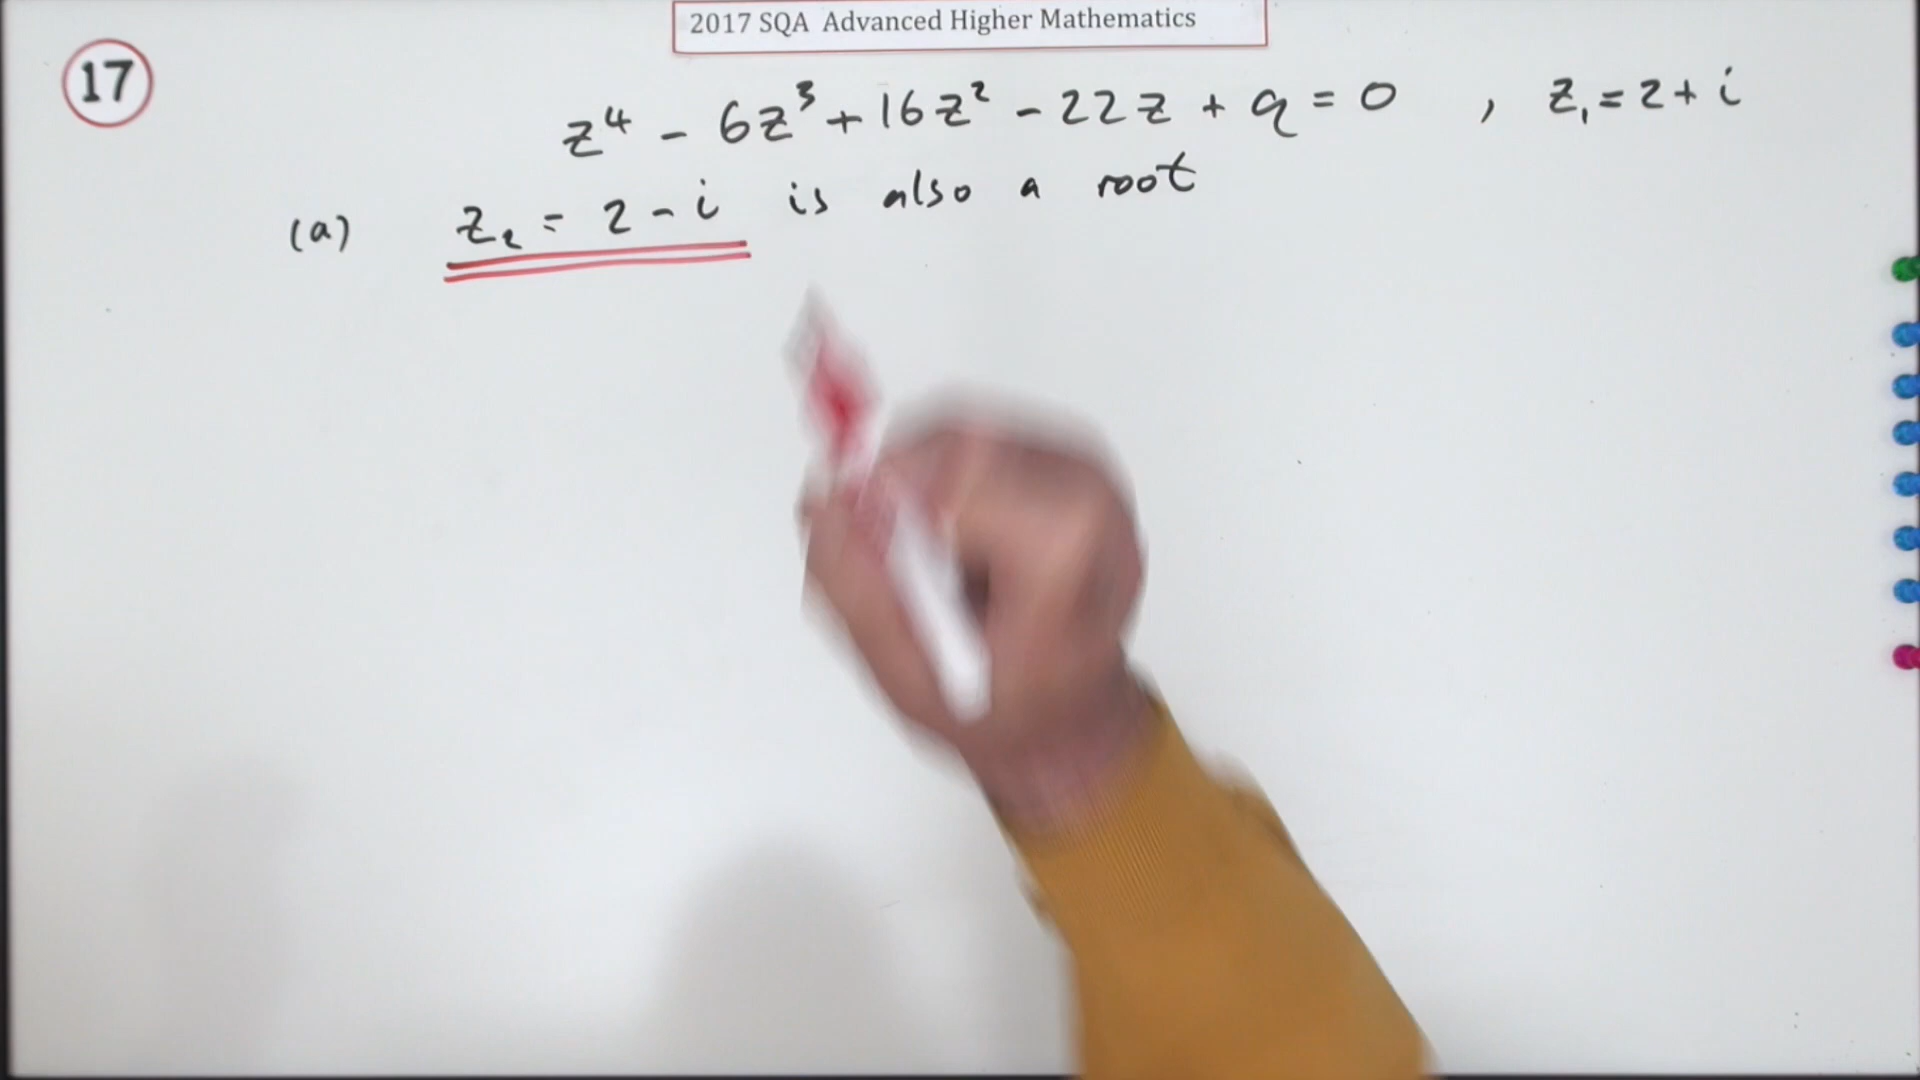 2017 SQA Advanced Higher Mathematics
17
z⁴ - 6z³ + 16z² - 22z + q = 0 , z₁ = 2 + i
(a) z₂ = 2 - i is also a root